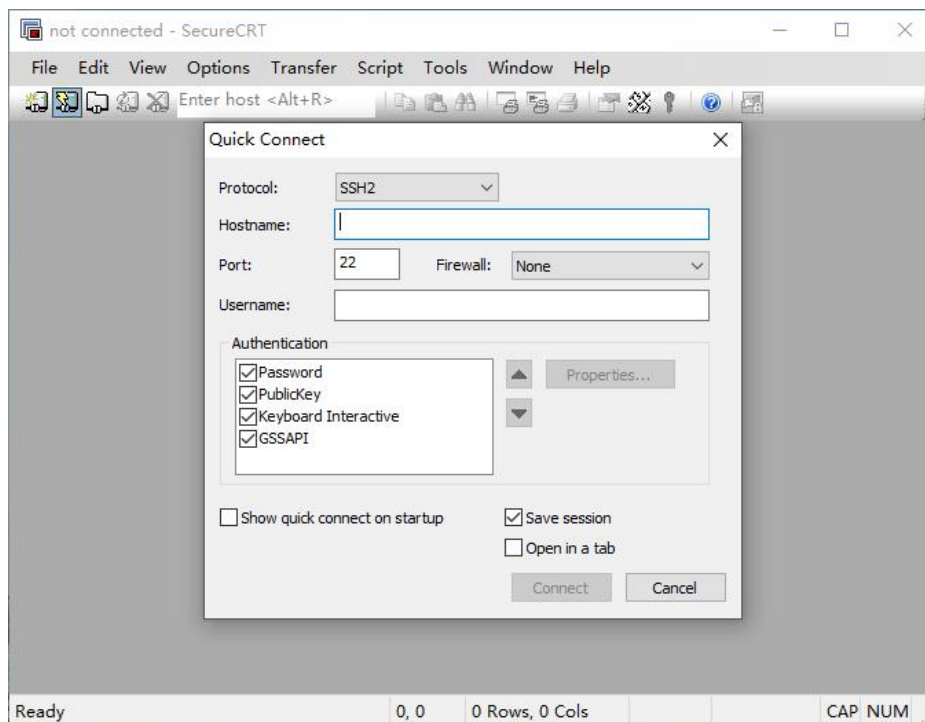 not connected - SecureCRT
File Edit View Options Transfer Script Tools Window Help
Enter host <Alt+R>
Quick Connect
Protocol: SSH2
Hostname:
Port: 22 Firewall: None
Username:
Authentication
Password
PublicKey
Keyboard Interactive
GSSAPI
Properties...
Show quick connect on startup
Save session
Open in a tab
Connect Cancel
Ready 0, 0 0 Rows, 0 Cols CAP NUM